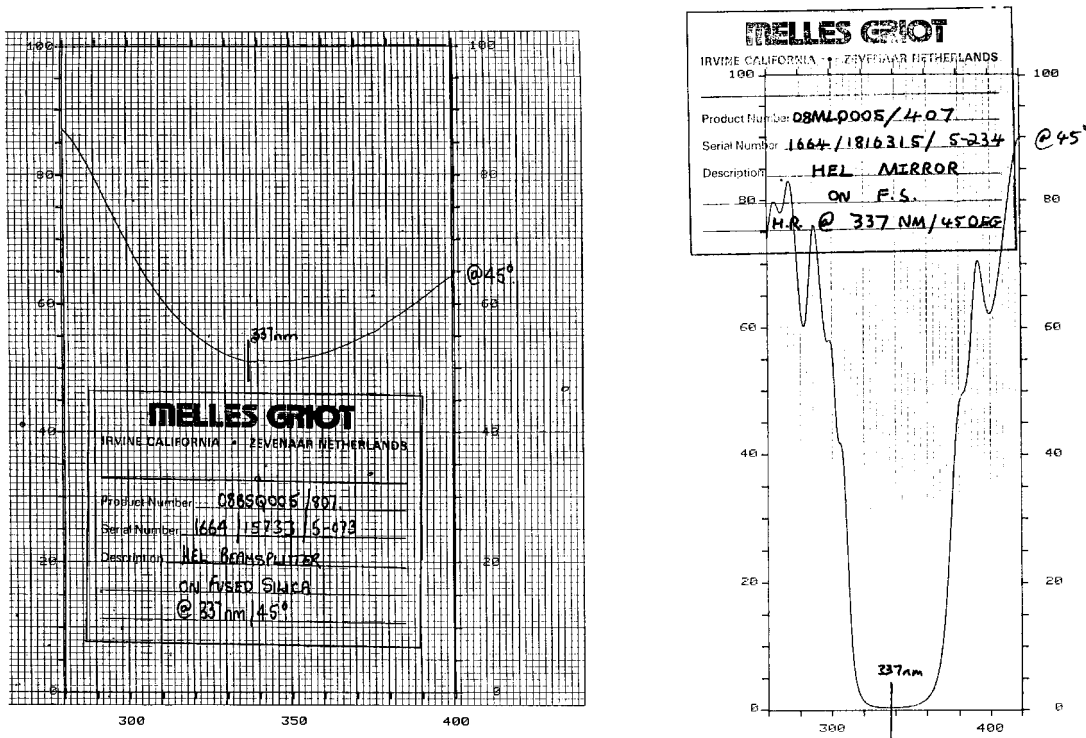 100
100
80
80
60
@45°
60
337nm
MELLES GRIOT
40
40
IRVINE CALIFORNIA • ZEVENAAR NETHERLANDS
Product Number 08BSQ005/807.
Serial Number 1664/15733/5-073
20
Description HEL BEAMSPLITTER
20
ON FUSED SILICA
@ 337nm/45°
0
0
300
350
400
MELLES GRIOT
IRVINE CALIFORNIA • ZEVENAAR NETHERLANDS
100
100
Product Number 08MLQ005/407
Serial Number 1664/1816315/5-234
@45°
Description HEL MIRROR
80
ON F.S.
80
H.R. @ 337 NM/45 DEG
60
60
40
40
20
20
337nm
0
0
300
400